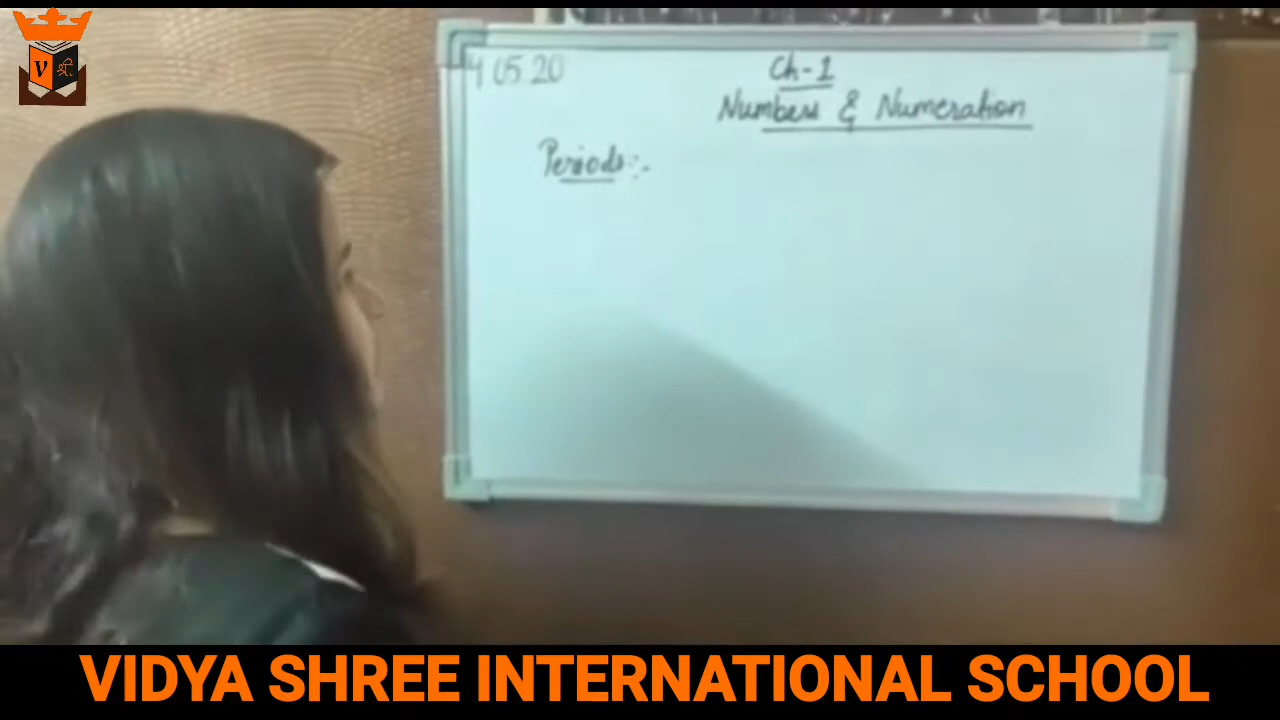 V श्री
4 05 20
Ch-1
Numbers & Numeration
Periods:-
VIDYA SHREE INTERNATIONAL SCHOOL